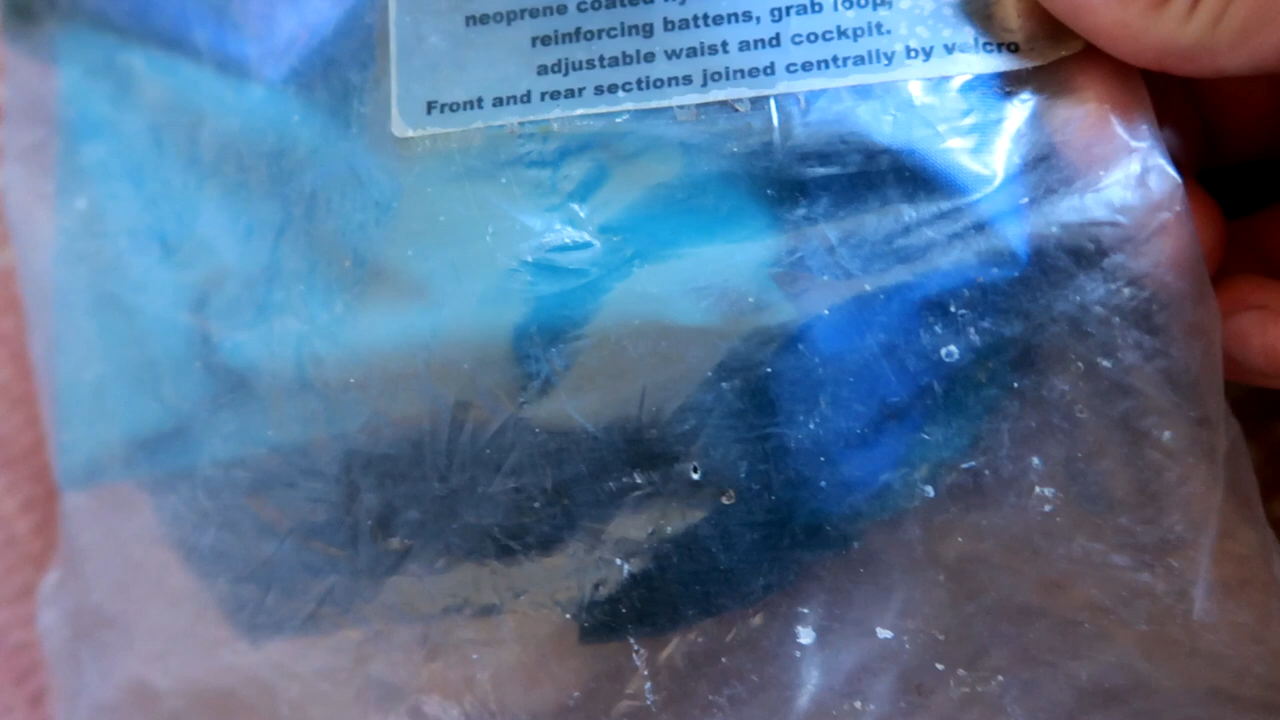 neoprene coated
reinforcing battens, grab loop,
adjustable waist and cockpit.
Front and rear sections joined centrally by velcro